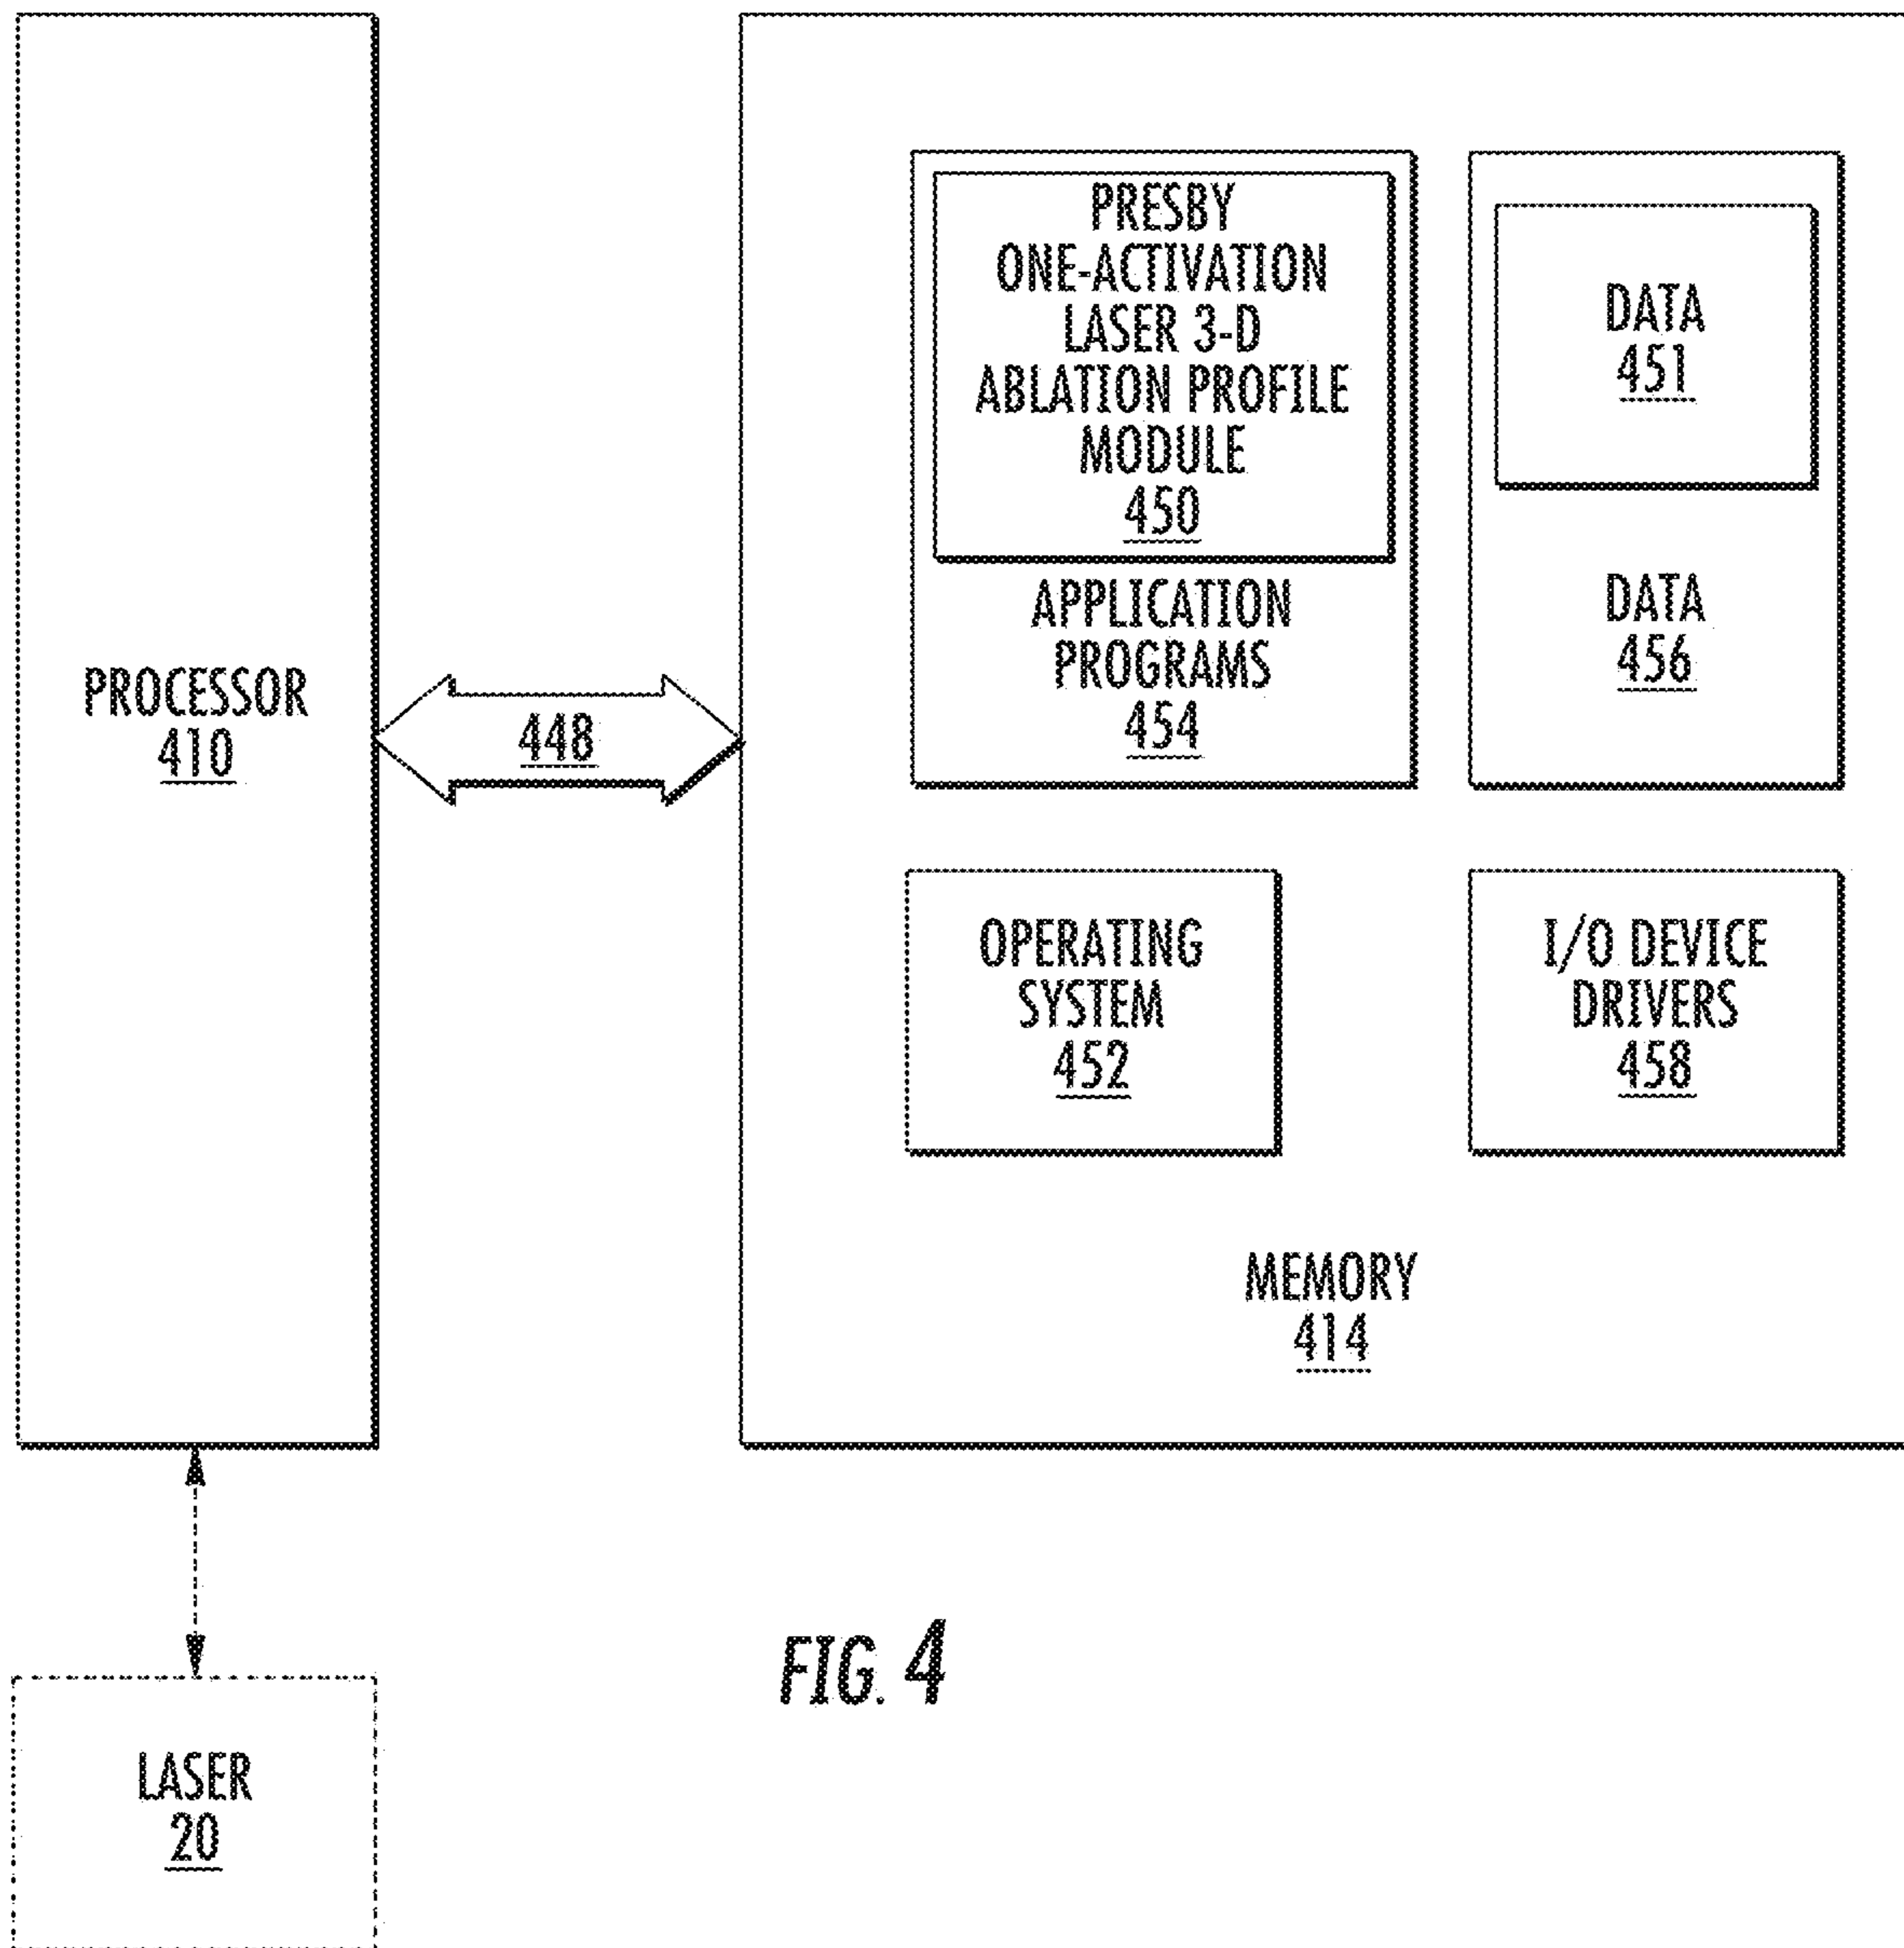 PROCESSOR
410
448
PRESBY
ONE-ACTIVATION
LASER 3-D
ABLATION PROFILE
MODULE
450
APPLICATION
PROGRAMS
454
DATA
451
DATA
456
OPERATING
SYSTEM
452
I/O DEVICE
DRIVERS
458
MEMORY
414
LASER
20
FIG. 4